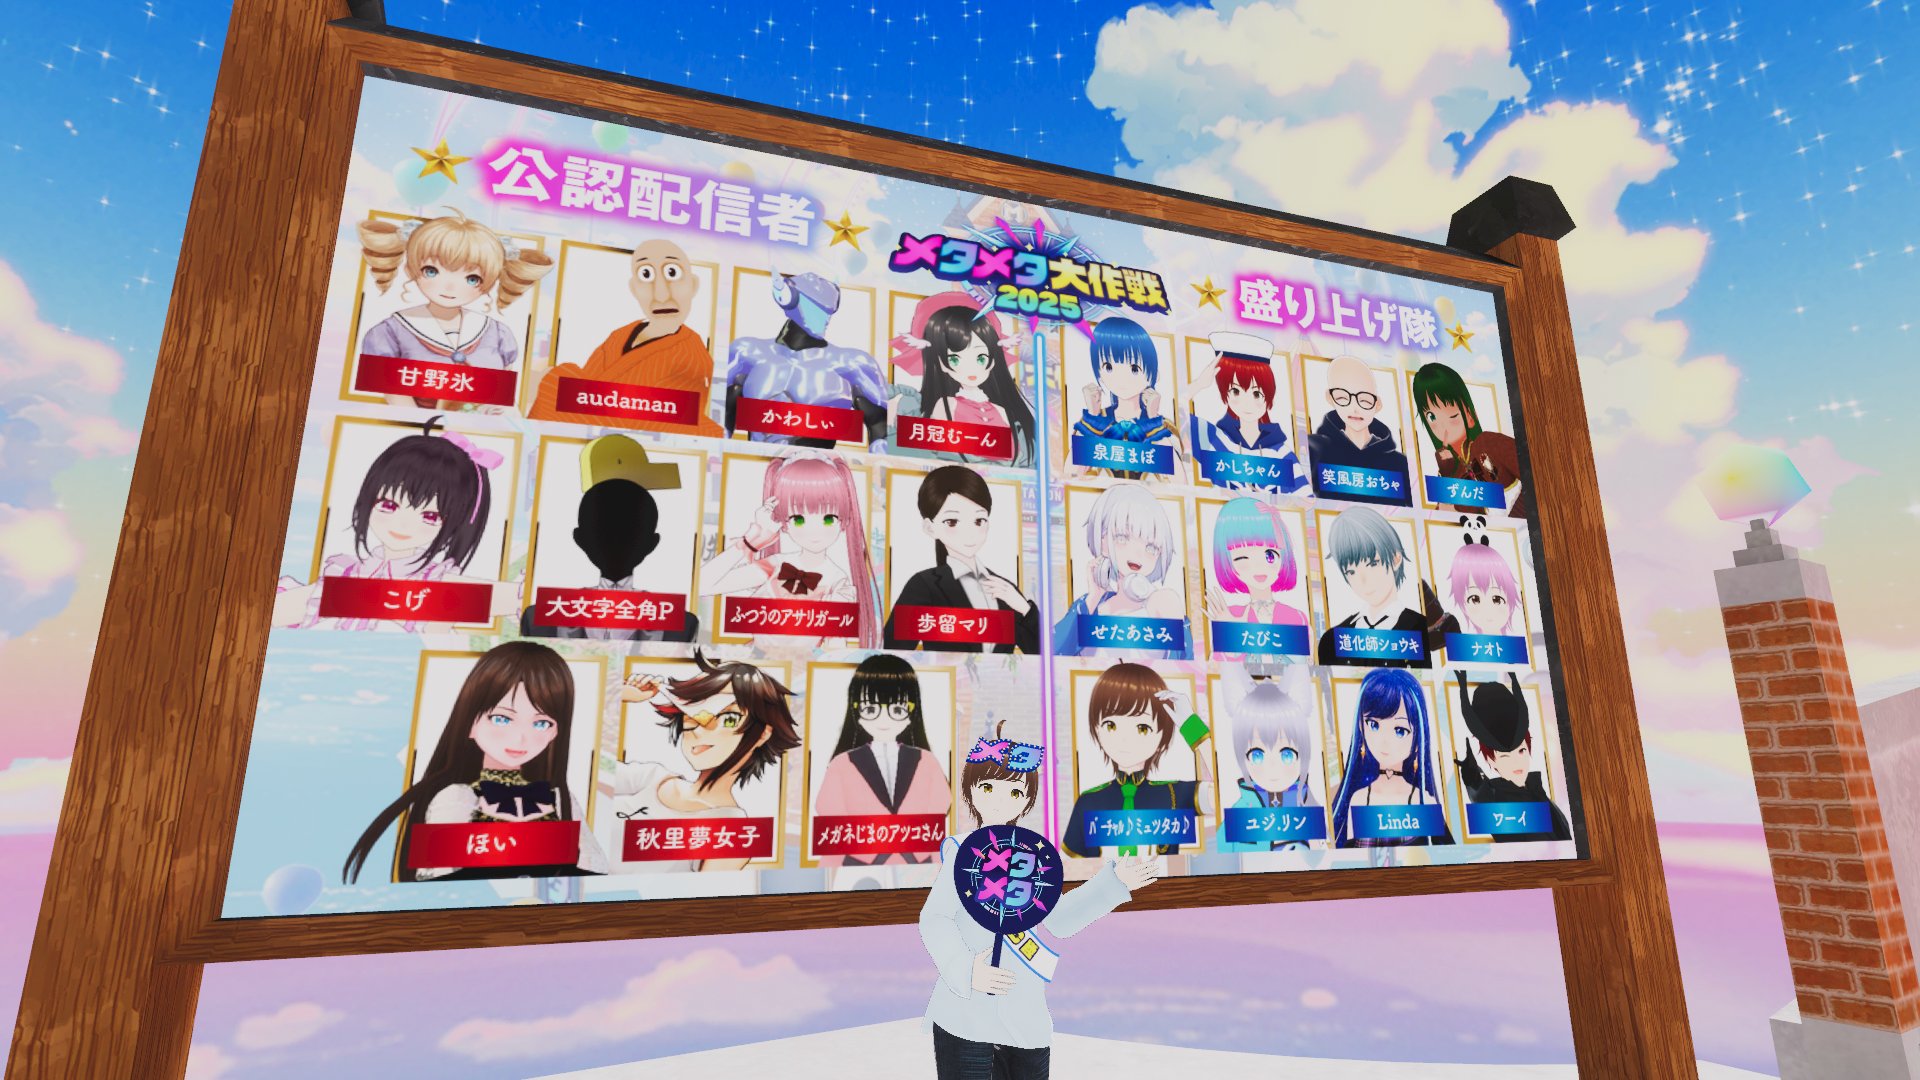 公認配信者
メタメタ大作戦
2025
盛り上げ隊
甘野氷
audaman
かわしぃ
月冠むーん
泉屋まぽ
かしちゃん
笑風房おちゃ
ずんだ
こげ
大文字全角P
ふつうのアサリガール
歩留マリ
せたあさみ
たびこ
道化師ショウキ
ナオト
ほい
秋里夢女子
メガネじまのアツコさん
バーチャル♪ミュツタカ♪
ユジ.リン
Linda
ワーイ
メタ
メタ
メタ